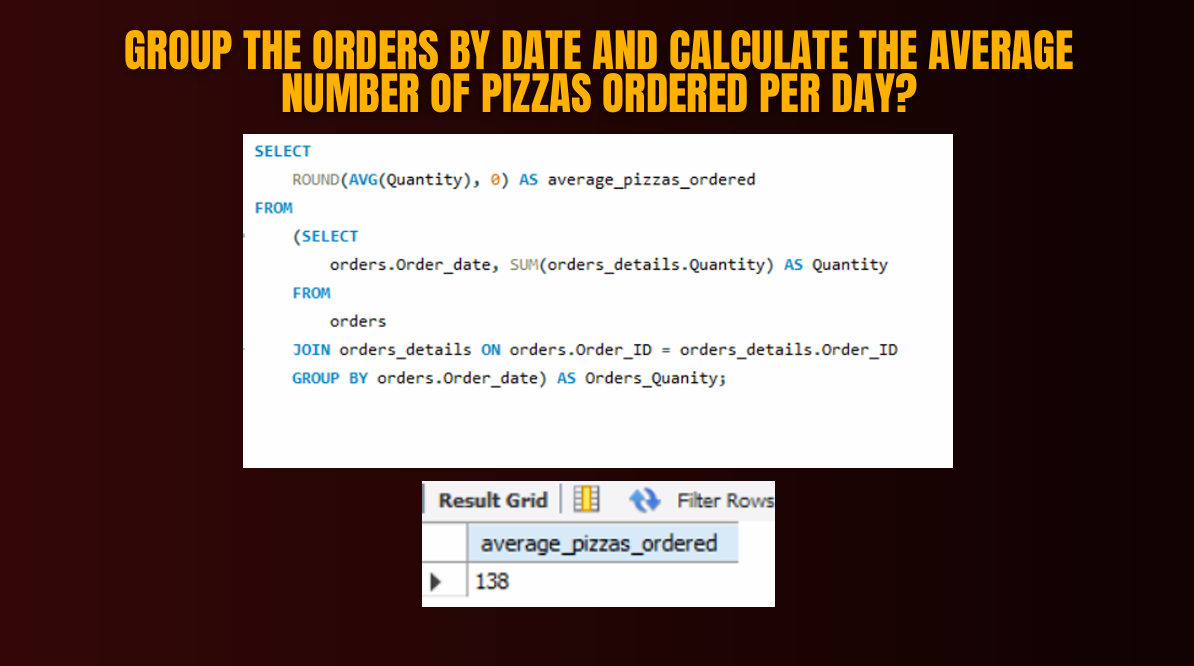 GROUP THE ORDERS BY DATE AND CALCULATE THE AVERAGE
NUMBER OF PIZZAS ORDERED PER DAY?
SELECT
ROUND(AVG(Quantity), 0) AS average_pizzas_ordered
FROM
(SELECT
orders.Order_date, SUM(orders_details.Quantity) AS Quantity
FROM
orders
JOIN orders_details ON orders.Order_ID = orders_details.Order_ID
GROUP BY orders.Order_date) AS Orders_Quanity;
Result Grid Filter Rows
average_pizzas_ordered
138